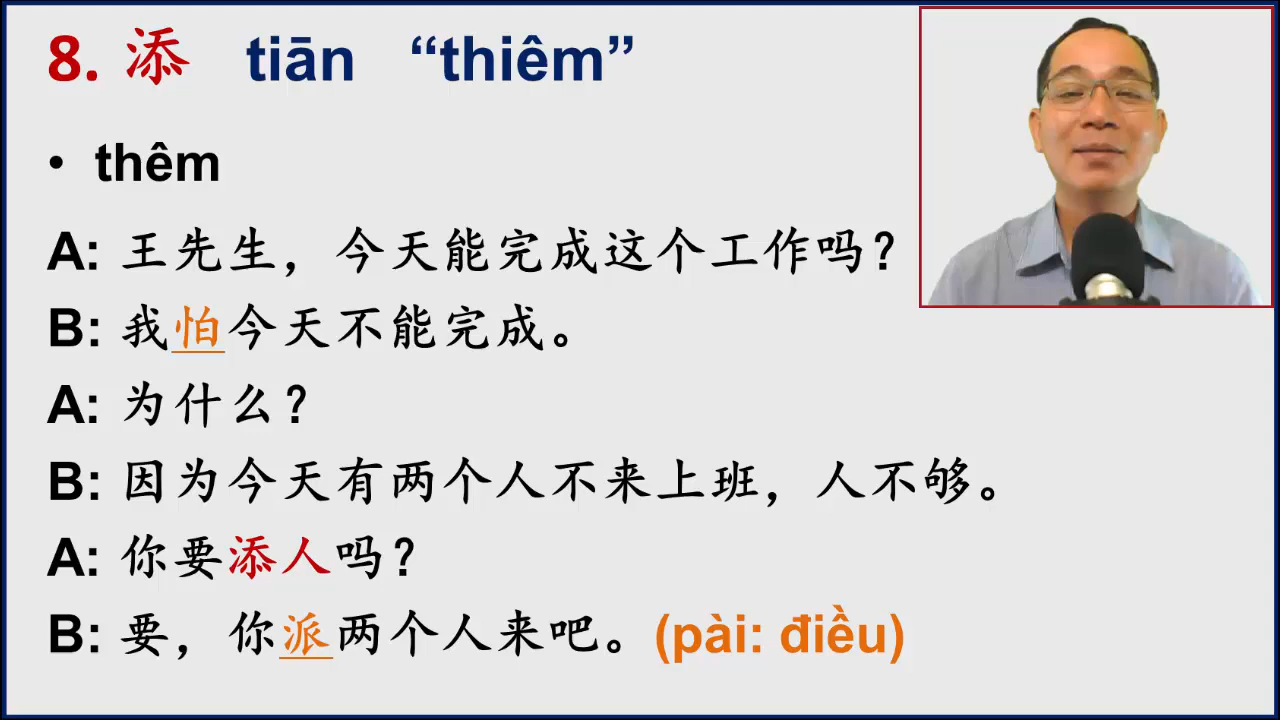 8. 添 tiān “thiêm”
• thêm
A: 王先生，今天能完成这个工作吗？
B: 我怕今天不能完成。
A: 为什么？
B: 因为今天有两个人不来上班，人不够。
A: 你要添人吗？
B: 要，你派两个人来吧。(pài: điều)